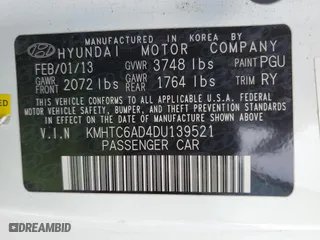 MANUFACTURED IN KOREA BY
HYUNDAI MOTOR COMPANY
FEB/01/13 GVWR 3748 lbs PAINT PGU
GAWR FRONT 2072 lbs GAWR REAR 1764 lbs TRIM RY
THIS VEHICLE CONFORMS TO ALL APPLICABLE U.S.
FEDERAL MOTOR VEHICLE SAFETY, BUMPER, AND THEFT
PREVENTION STANDARDS IN EFFECT ON THE DATE OF
MANUFACTURE SHOWN ABOVE.
V.I.N KMHTC6AD4DU139521
PASSENGER CAR
DREAMBID